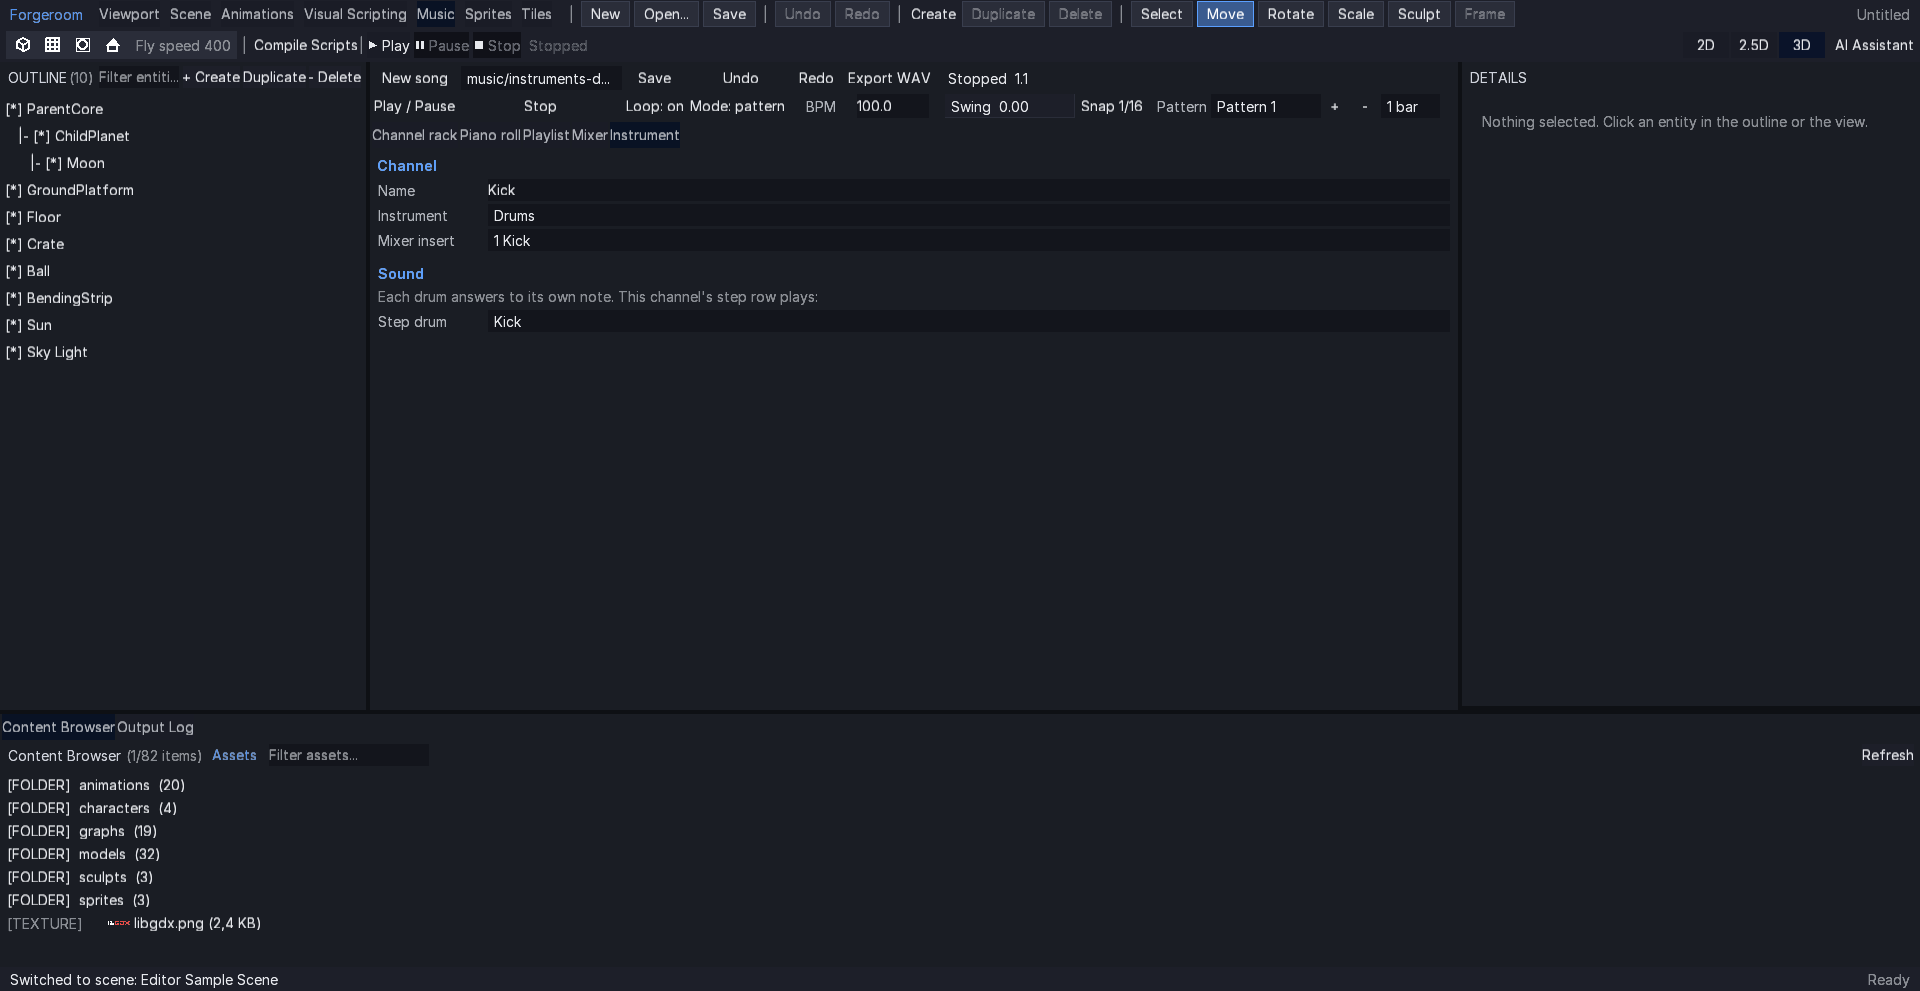 Forgeroom Viewport Scene Animations Visual Scripting Music Sprites Tiles | New Open... Save | Undo Redo | Create Duplicate Delete | Select Move Rotate Scale Sculpt Frame Untitled
Fly speed 400 | Compile Scripts | Play Pause Stop Stopped 2D 2.5D 3D AI Assistant
OUTLINE (10) Filter entiti... + Create Duplicate - Delete
[*] ParentCore
|- [*] ChildPlanet
|- [*] Moon
[*] GroundPlatform
[*] Floor
[*] Crate
[*] Ball
[*] BendingStrip
[*] Sun
[*] Sky Light
New song music/instruments-d... Save Undo Redo Export WAV Stopped 1.1
Play / Pause Stop Loop: on Mode: pattern BPM 100.0 Swing 0.00 Snap 1/16 Pattern Pattern 1 + - 1 bar
Channel rack Piano roll Playlist Mixer Instrument
Channel
Name Kick
Instrument Drums
Mixer insert 1 Kick
Sound
Each drum answers to its own note. This channel's step row plays:
Step drum Kick
DETAILS
Nothing selected. Click an entity in the outline or the view.
Content Browser Output Log
Content Browser (1/82 items) Assets Filter assets... Refresh
[FOLDER] animations (20)
[FOLDER] characters (4)
[FOLDER] graphs (19)
[FOLDER] models (32)
[FOLDER] sculpts (3)
[FOLDER] sprites (3)
[TEXTURE] libgdx.png (2,4 KB)
Switched to scene: Editor Sample Scene Ready